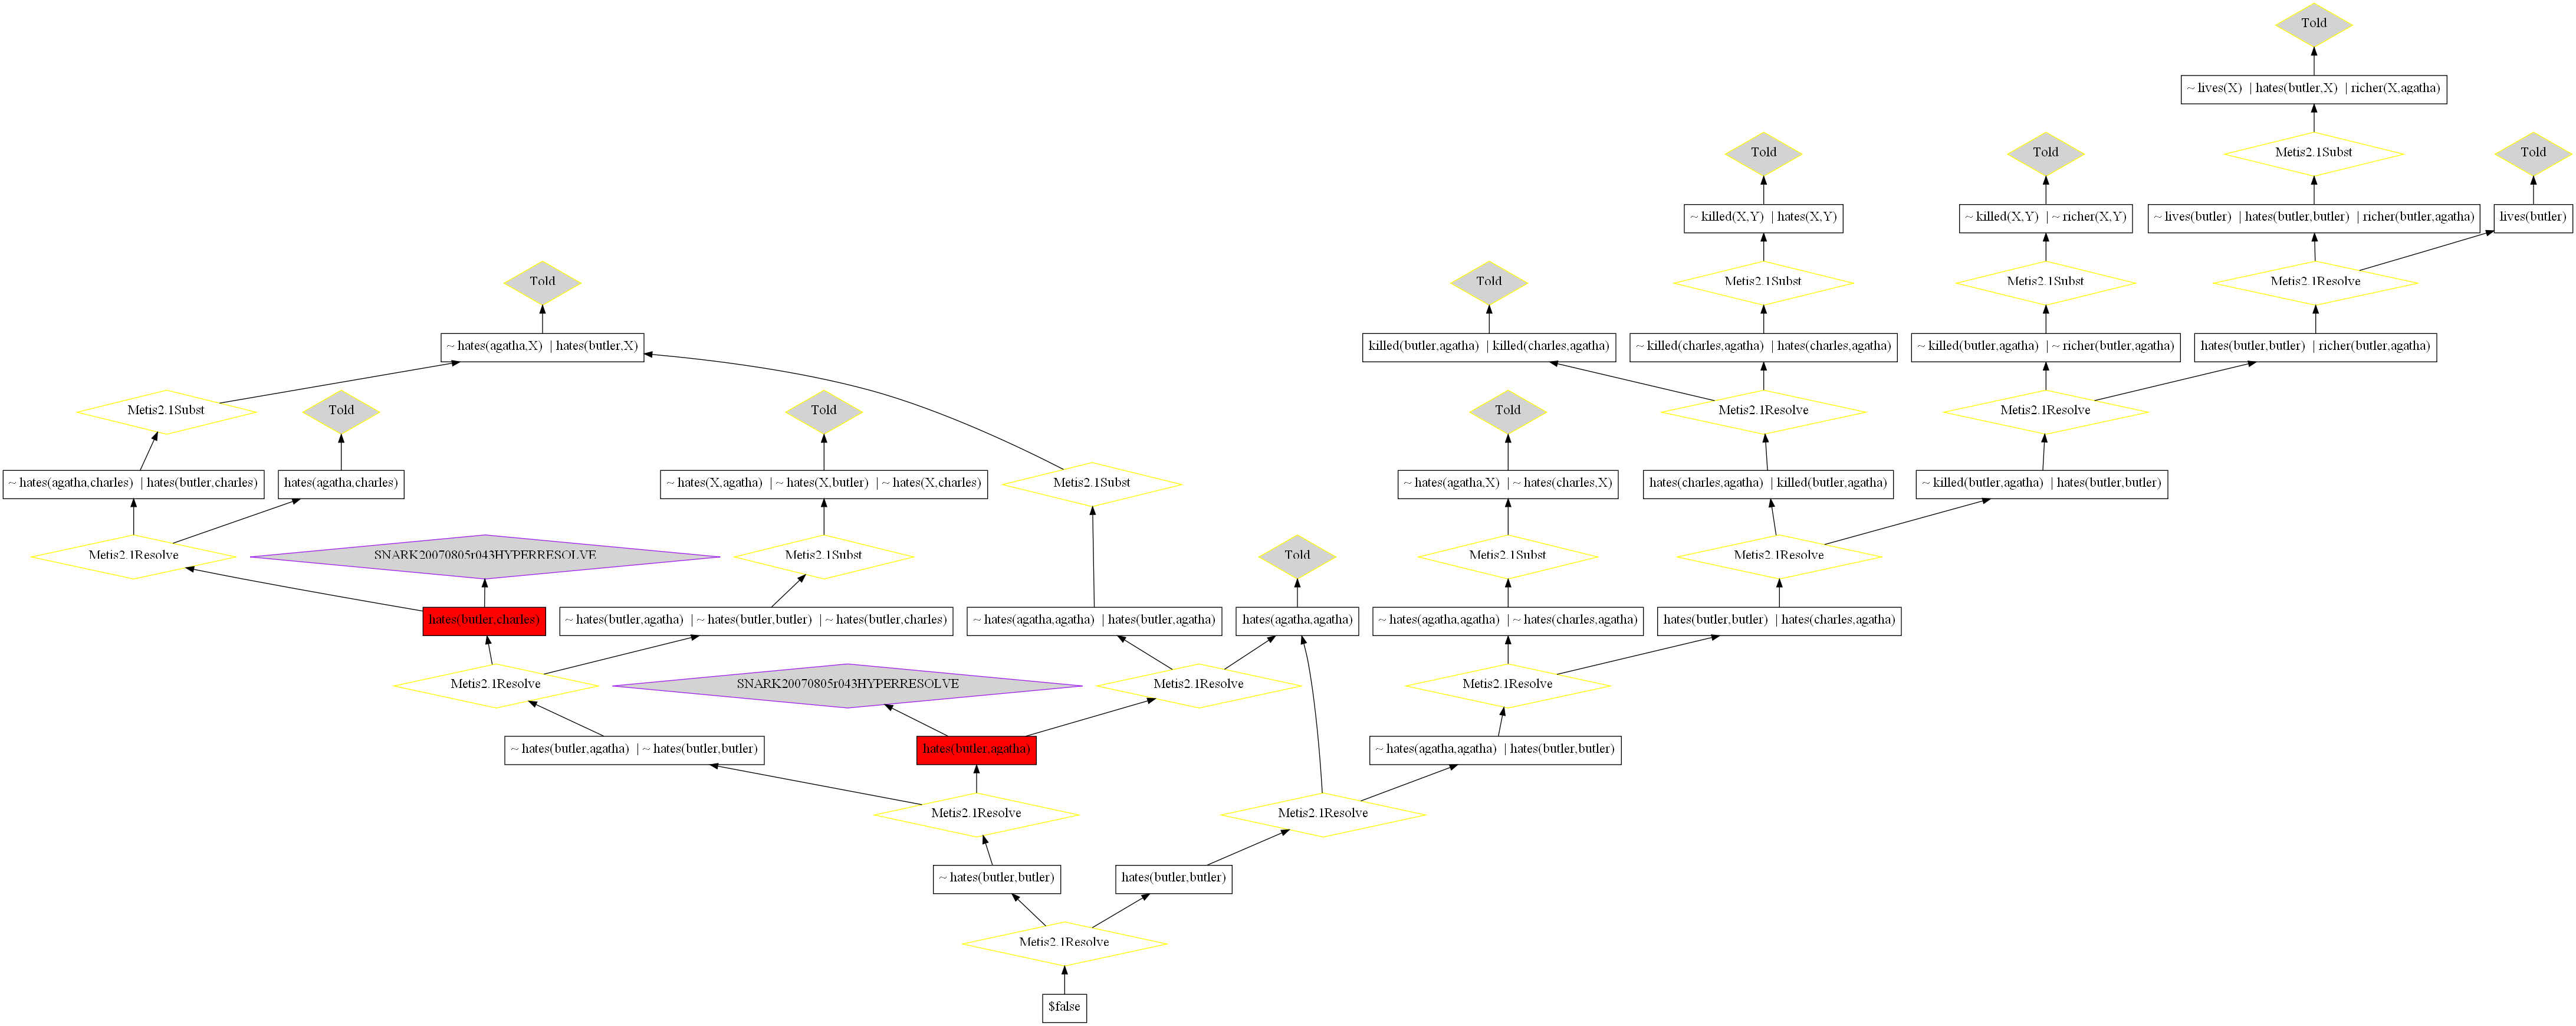 Told
~ lives(X) | hates(butler,X) | richer(X,agatha)
Told
Told
Metis2.1Subst
Told
~ killed(X,Y) | hates(X,Y)
~ killed(X,Y) | ~ richer(X,Y)
~ lives(butler) | hates(butler,butler) | richer(butler,agatha)
lives(butler)
Told
Told
Metis2.1Subst
Metis2.1Subst
Metis2.1Resolve
~ hates(agatha,X) | hates(butler,X)
killed(butler,agatha) | killed(charles,agatha)
~ killed(charles,agatha) | hates(charles,agatha)
~ killed(butler,agatha) | ~ richer(butler,agatha)
hates(butler,butler) | richer(butler,agatha)
Metis2.1Subst
Told
Told
Told
Metis2.1Resolve
Metis2.1Resolve
~ hates(agatha,charles) | hates(butler,charles)
hates(agatha,charles)
~ hates(X,agatha) | ~ hates(X,butler) | ~ hates(X,charles)
Metis2.1Subst
~ hates(agatha,X) | ~ hates(charles,X)
hates(charles,agatha) | killed(butler,agatha)
~ killed(butler,agatha) | hates(butler,butler)
Metis2.1Resolve
SNARK20070805r043HYPERRESOLVE
Metis2.1Subst
Told
Metis2.1Subst
Metis2.1Resolve
hates(butler,charles)
~ hates(butler,agatha) | ~ hates(butler,butler) | ~ hates(butler,charles)
~ hates(agatha,agatha) | hates(butler,agatha)
hates(agatha,agatha)
~ hates(agatha,agatha) | ~ hates(charles,agatha)
hates(butler,butler) | hates(charles,agatha)
Metis2.1Resolve
SNARK20070805r043HYPERRESOLVE
Metis2.1Resolve
Metis2.1Resolve
~ hates(butler,agatha) | ~ hates(butler,butler)
hates(butler,agatha)
~ hates(agatha,agatha) | hates(butler,butler)
Metis2.1Resolve
Metis2.1Resolve
~ hates(butler,butler)
hates(butler,butler)
Metis2.1Resolve
$false